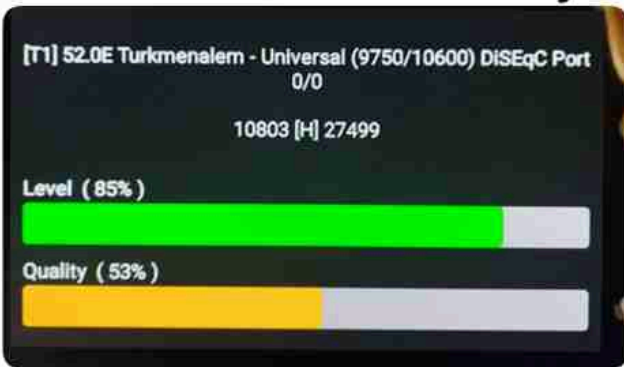 [T1] 52.0E Turkmenalem - Universal (9750/10600) DiSEqC Port
0/0
10803 [H] 27499
Level ( 85% )
Quality ( 53% )